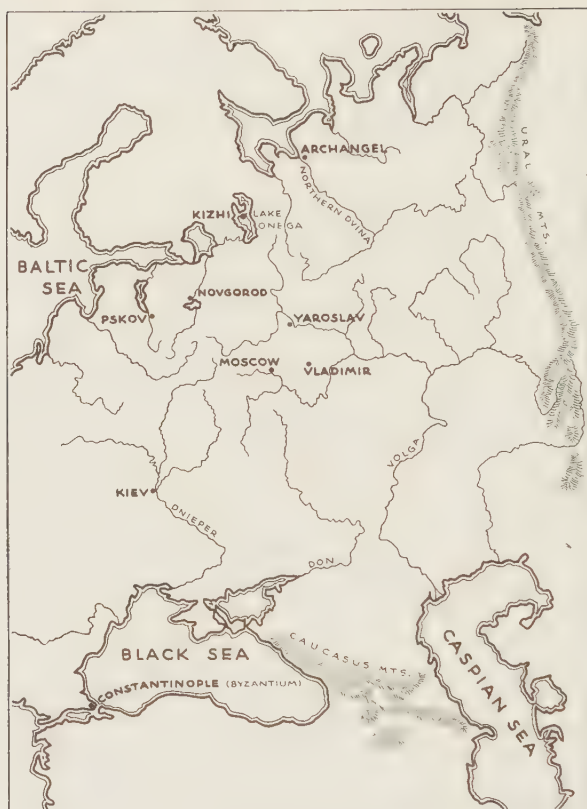 URAL MTS.
ARCHANGEL
NORTHERN DVINA
KIZHI
LAKE
ONEGA
BALTIC
SEA
NOVGOROD
PSKOV
YAROSLAV
MOSCOW
VLADIMIR
VOLGA
KIEV
DNIEPER
DON
BLACK SEA
CAUCASUS MTS.
CASPIAN SEA
CONSTANTINOPLE (BYZANTIUM)